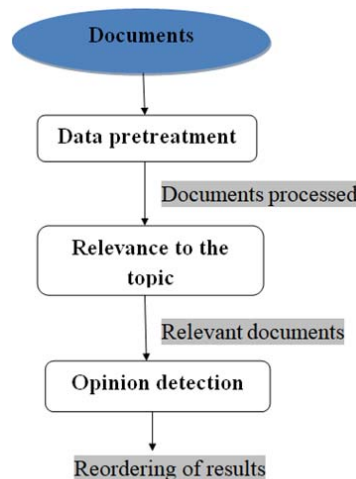 Documents
Data pretreatment
Documents processed
Relevance to the
topic
Relevant documents
Opinion detection
Reordering of results